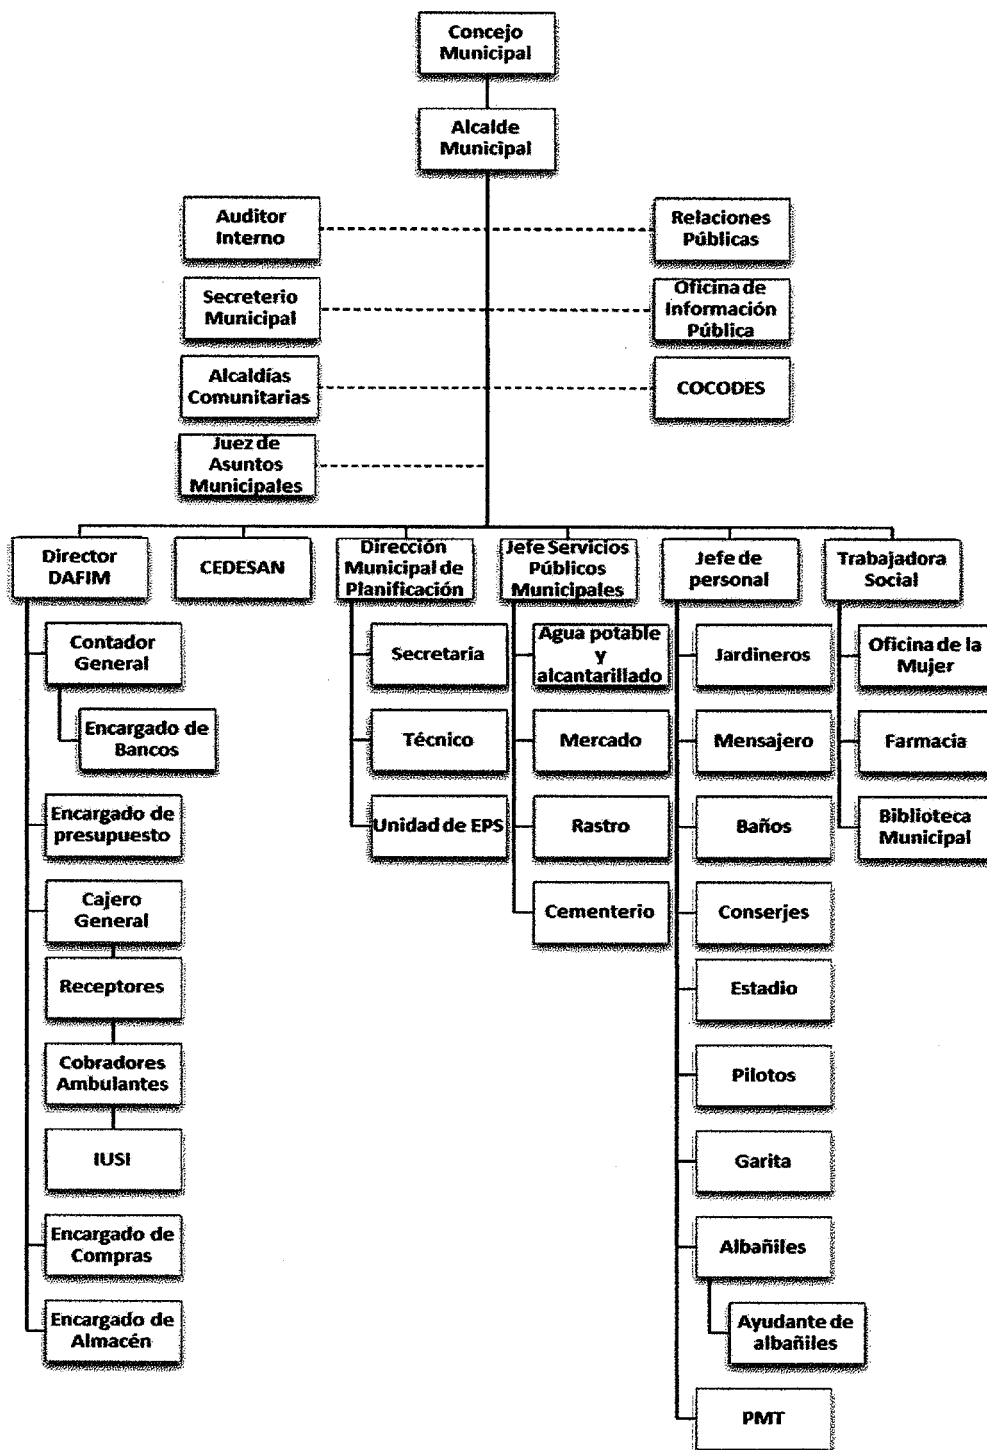 Concejo
Municipal
Alcalde
Municipal
Auditor
Interno
Relaciones
Públicas
Secreterio
Municipal
Oficina de
Información
Pública
Alcaldías
Comunitarias
COCODES
Juez de
Asuntos
Municipales
Director
DAFIM
CEDESAN
Dirección
Municipal de
Planificación
Jefe Servicios
Públicos
Municipales
Jefe de
personal
Trabajadora
Social
Contador
General
Encargado de
Bancos
Encargado de
presupuesto
Cajero
General
Receptores
Cobradores
Ambulantes
IUSI
Encargado de
Compras
Encargado de
Almacén
Secretaria
Técnico
Unidad de EPS
Agua potable
y
alcantarillado
Mercado
Rastro
Cementerio
Jardineros
Mensajero
Baños
Conserjes
Estadio
Pilotos
Garita
Albañiles
Ayudante de
albañiles
PMT
Oficina de la
Mujer
Farmacia
Biblioteca
Municipal